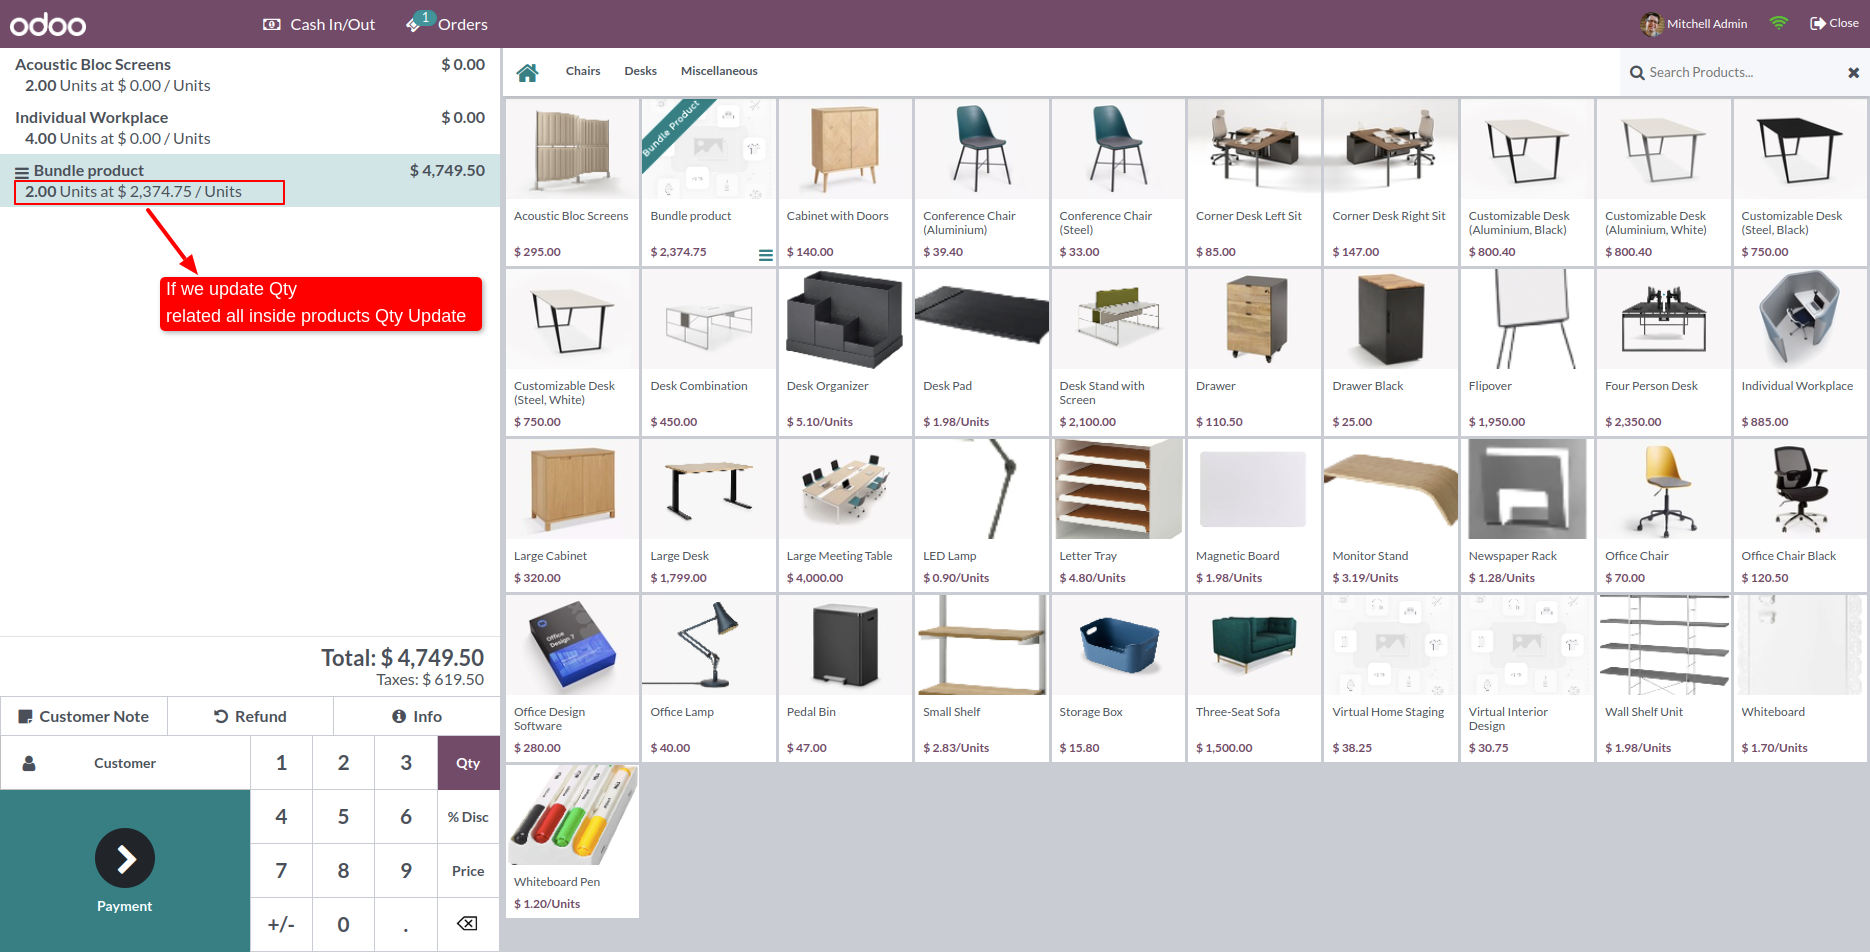 odoo
Cash In/Out
1
Orders
Mitchell Admin
Close
Acoustic Bloc Screens
$ 0.00
2.00 Units at $ 0.00 / Units
Individual Workplace
$ 0.00
4.00 Units at $ 0.00 / Units
Bundle product
$ 4,749.50
2.00 Units at $ 2,374.75 / Units
If we update Qty
related all inside products Qty Update
Total: $ 4,749.50
Taxes: $ 619.50
Customer Note
Refund
Info
Customer
1
2
3
Qty
4
5
6
% Disc
7
8
9
Price
Payment
+/-
0
.
Chairs
Desks
Miscellaneous
Search Products...
Acoustic Bloc Screens
$ 295.00
Bundle Product
Bundle product
$ 2,374.75
Cabinet with Doors
$ 140.00
Conference Chair
(Aluminium)
$ 39.40
Conference Chair
(Steel)
$ 33.00
Corner Desk Left Sit
$ 85.00
Corner Desk Right Sit
$ 147.00
Customizable Desk
(Aluminium, Black)
$ 800.40
Customizable Desk
(Aluminium, White)
$ 800.40
Customizable Desk
(Steel, Black)
$ 750.00
Customizable Desk
(Steel, White)
$ 750.00
Desk Combination
$ 450.00
Desk Organizer
$ 5.10/Units
Desk Pad
$ 1.98/Units
Desk Stand with
Screen
$ 2,100.00
Drawer
$ 110.50
Drawer Black
$ 25.00
Flipover
$ 1,950.00
Four Person Desk
$ 2,350.00
Individual Workplace
$ 885.00
Large Cabinet
$ 320.00
Large Desk
$ 1,799.00
Large Meeting Table
$ 4,000.00
LED Lamp
$ 0.90/Units
Letter Tray
$ 4.80/Units
Magnetic Board
$ 1.98/Units
Monitor Stand
$ 3.19/Units
Newspaper Rack
$ 1.28/Units
Office Chair
$ 70.00
Office Chair Black
$ 120.50
Office
Design 7
Office Design
Software
$ 280.00
Office Lamp
$ 40.00
Pedal Bin
$ 47.00
Small Shelf
$ 2.83/Units
Storage Box
$ 15.80
Three-Seat Sofa
$ 1,500.00
Virtual Home Staging
$ 38.25
Virtual Interior
Design
$ 30.75
Wall Shelf Unit
$ 1.98/Units
Whiteboard
$ 1.70/Units
Whiteboard Pen
$ 1.20/Units